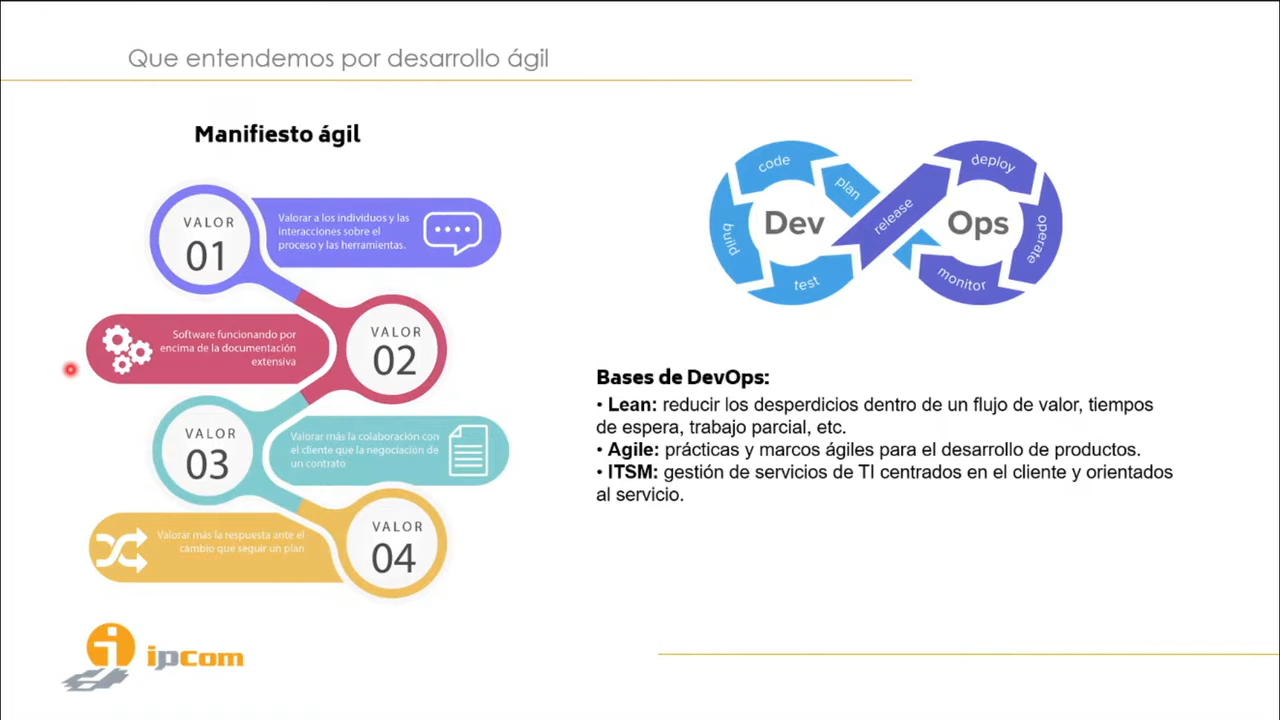 Que entendemos por desarrollo ágil
Manifiesto ágil
VALOR
01
Valorar a los individuos y las
interacciones sobre el
proceso y las herramientas.
Software funcionando por
encima de la documentación
extensiva
VALOR
02
VALOR
03
Valorar más la colaboración con
el cliente que la negociación de
un contrato
Valorar más la respuesta ante el
cambio que seguir un plan
VALOR
04
ipcom
code
plan
build
test
Dev
release
deploy
operate
monitor
Ops
Bases de DevOps:
• Lean: reducir los desperdicios dentro de un flujo de valor, tiempos
de espera, trabajo parcial, etc.
• Agile: prácticas y marcos ágiles para el desarrollo de productos.
• ITSM: gestión de servicios de TI centrados en el cliente y orientados
al servicio.